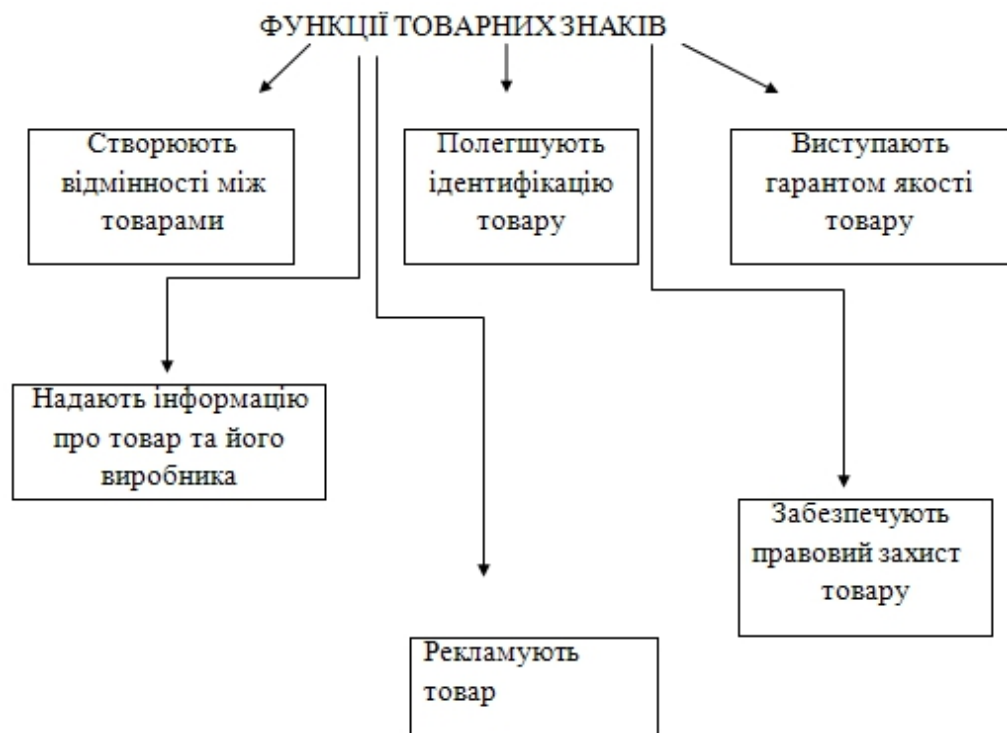 ФУНКЦІЇ ТОВАРНИХ ЗНАКІВ
Створюють
відмінності між
товарами
Полегшують
ідентифікацію
товару
Виступають
гарантом якості
товару
Надають інформацію
про товар та його
виробника
Забезпечують
правовий захист
товару
Рекламують
товар